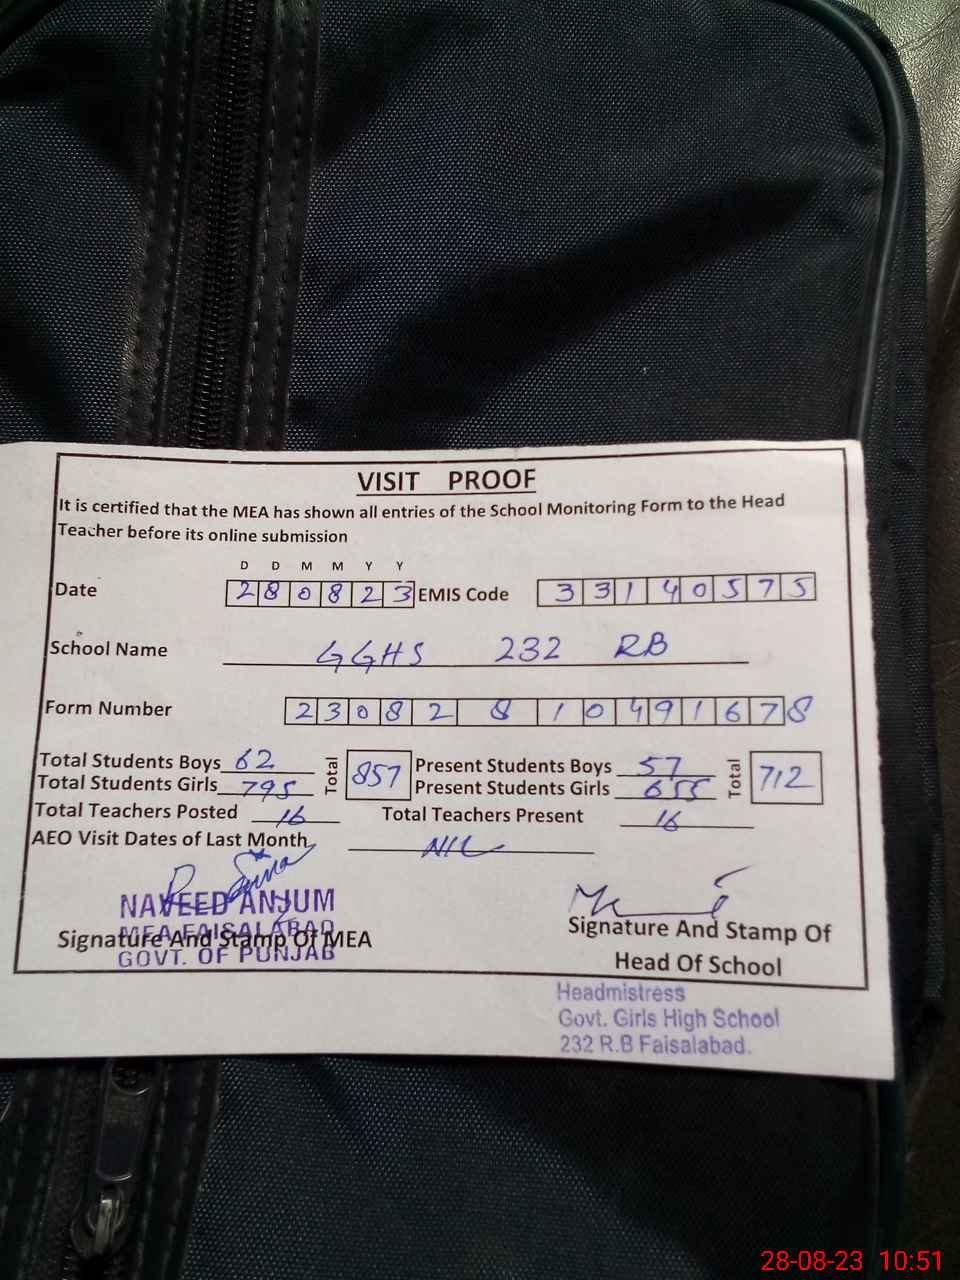 VISIT PROOF
It is certified that the MEA has shown all entries of the School Monitoring Form to the Head
Teacher before its online submission
D D M M Y Y
Date 2 8 0 8 2 3 EMIS Code 3 3 1 4 0 5 7 5
School Name GGHS 232 RB
Form Number 2 3 0 8 2 8 1 0 4 9 1 6 7 8
Total Students Boys 62 Total 857 Present Students Boys 57 Total 712
Total Students Girls 795 Present Students Girls 655
Total Teachers Posted 16 Total Teachers Present 16
AEO Visit Dates of Last Month NIL
NAVEED ANJUM
MEA FAISALABAD
Signature And Stamp Of MEA
GOVT. OF PUNJAB
Signature And Stamp Of
Head Of School
Headmistress
Govt. Girls High School
232 R.B Faisalabad.
28-08-23 10:51